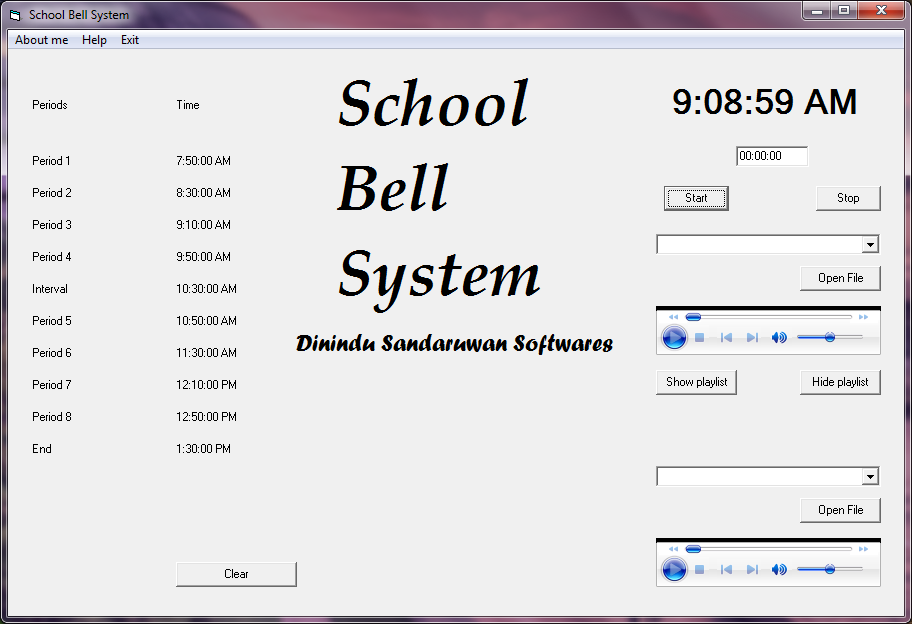 School Bell System
About me Help Exit
Periods Time
Period 1 7:50:00 AM
Period 2 8:30:00 AM
Period 3 9:10:00 AM
Period 4 9:50:00 AM
Interval 10:30:00 AM
Period 5 10:50:00 AM
Period 6 11:30:00 AM
Period 7 12:10:00 PM
Period 8 12:50:00 PM
End 1:30:00 PM
Clear
School
Bell
System
Dinindu Sandaruwan Softwares
9:08:59 AM
00:00:00
Start Stop
Open File
Show playlist Hide playlist
Open File